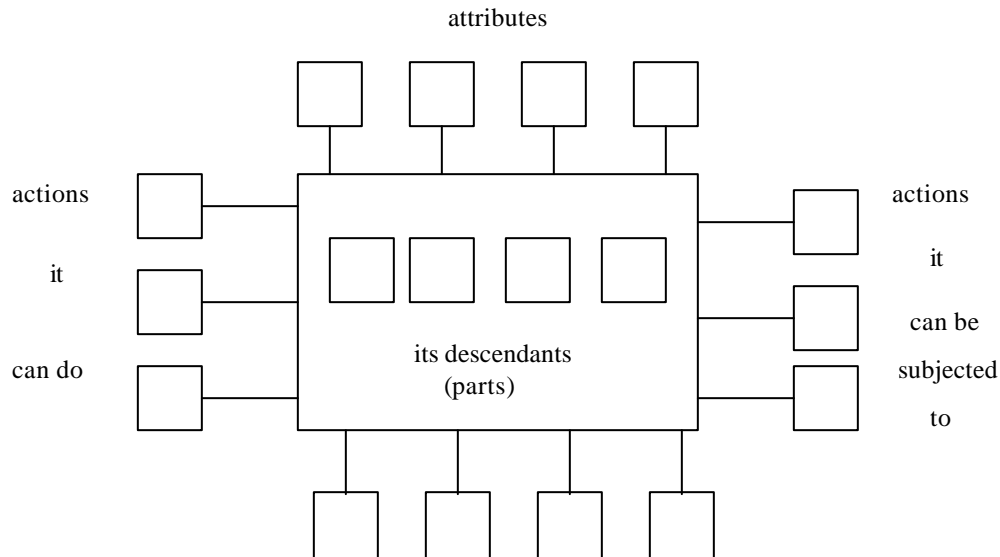 attributes
actions
it
can do
its descendants
(parts)
actions
it
can be
subjected
to